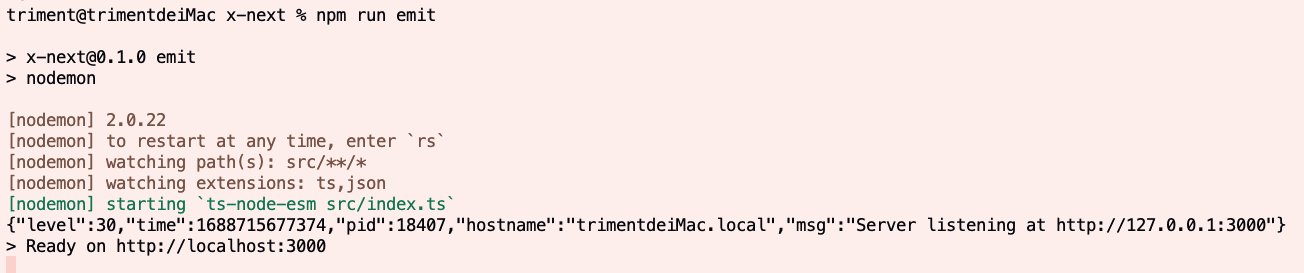 triment@trimentdeiMac x-next % npm run emit
> x-next@0.1.0 emit
> nodemon
[nodemon] 2.0.22
[nodemon] to restart at any time, enter `rs`
[nodemon] watching path(s): src/**/*
[nodemon] watching extensions: ts,json
[nodemon] starting `ts-node-esm src/index.ts`
{"level":30,"time":1688715677374,"pid":18407,"hostname":"trimentdeiMac.local","msg":"Server listening at http://127.0.0.1:3000"}
> Ready on http://localhost:3000